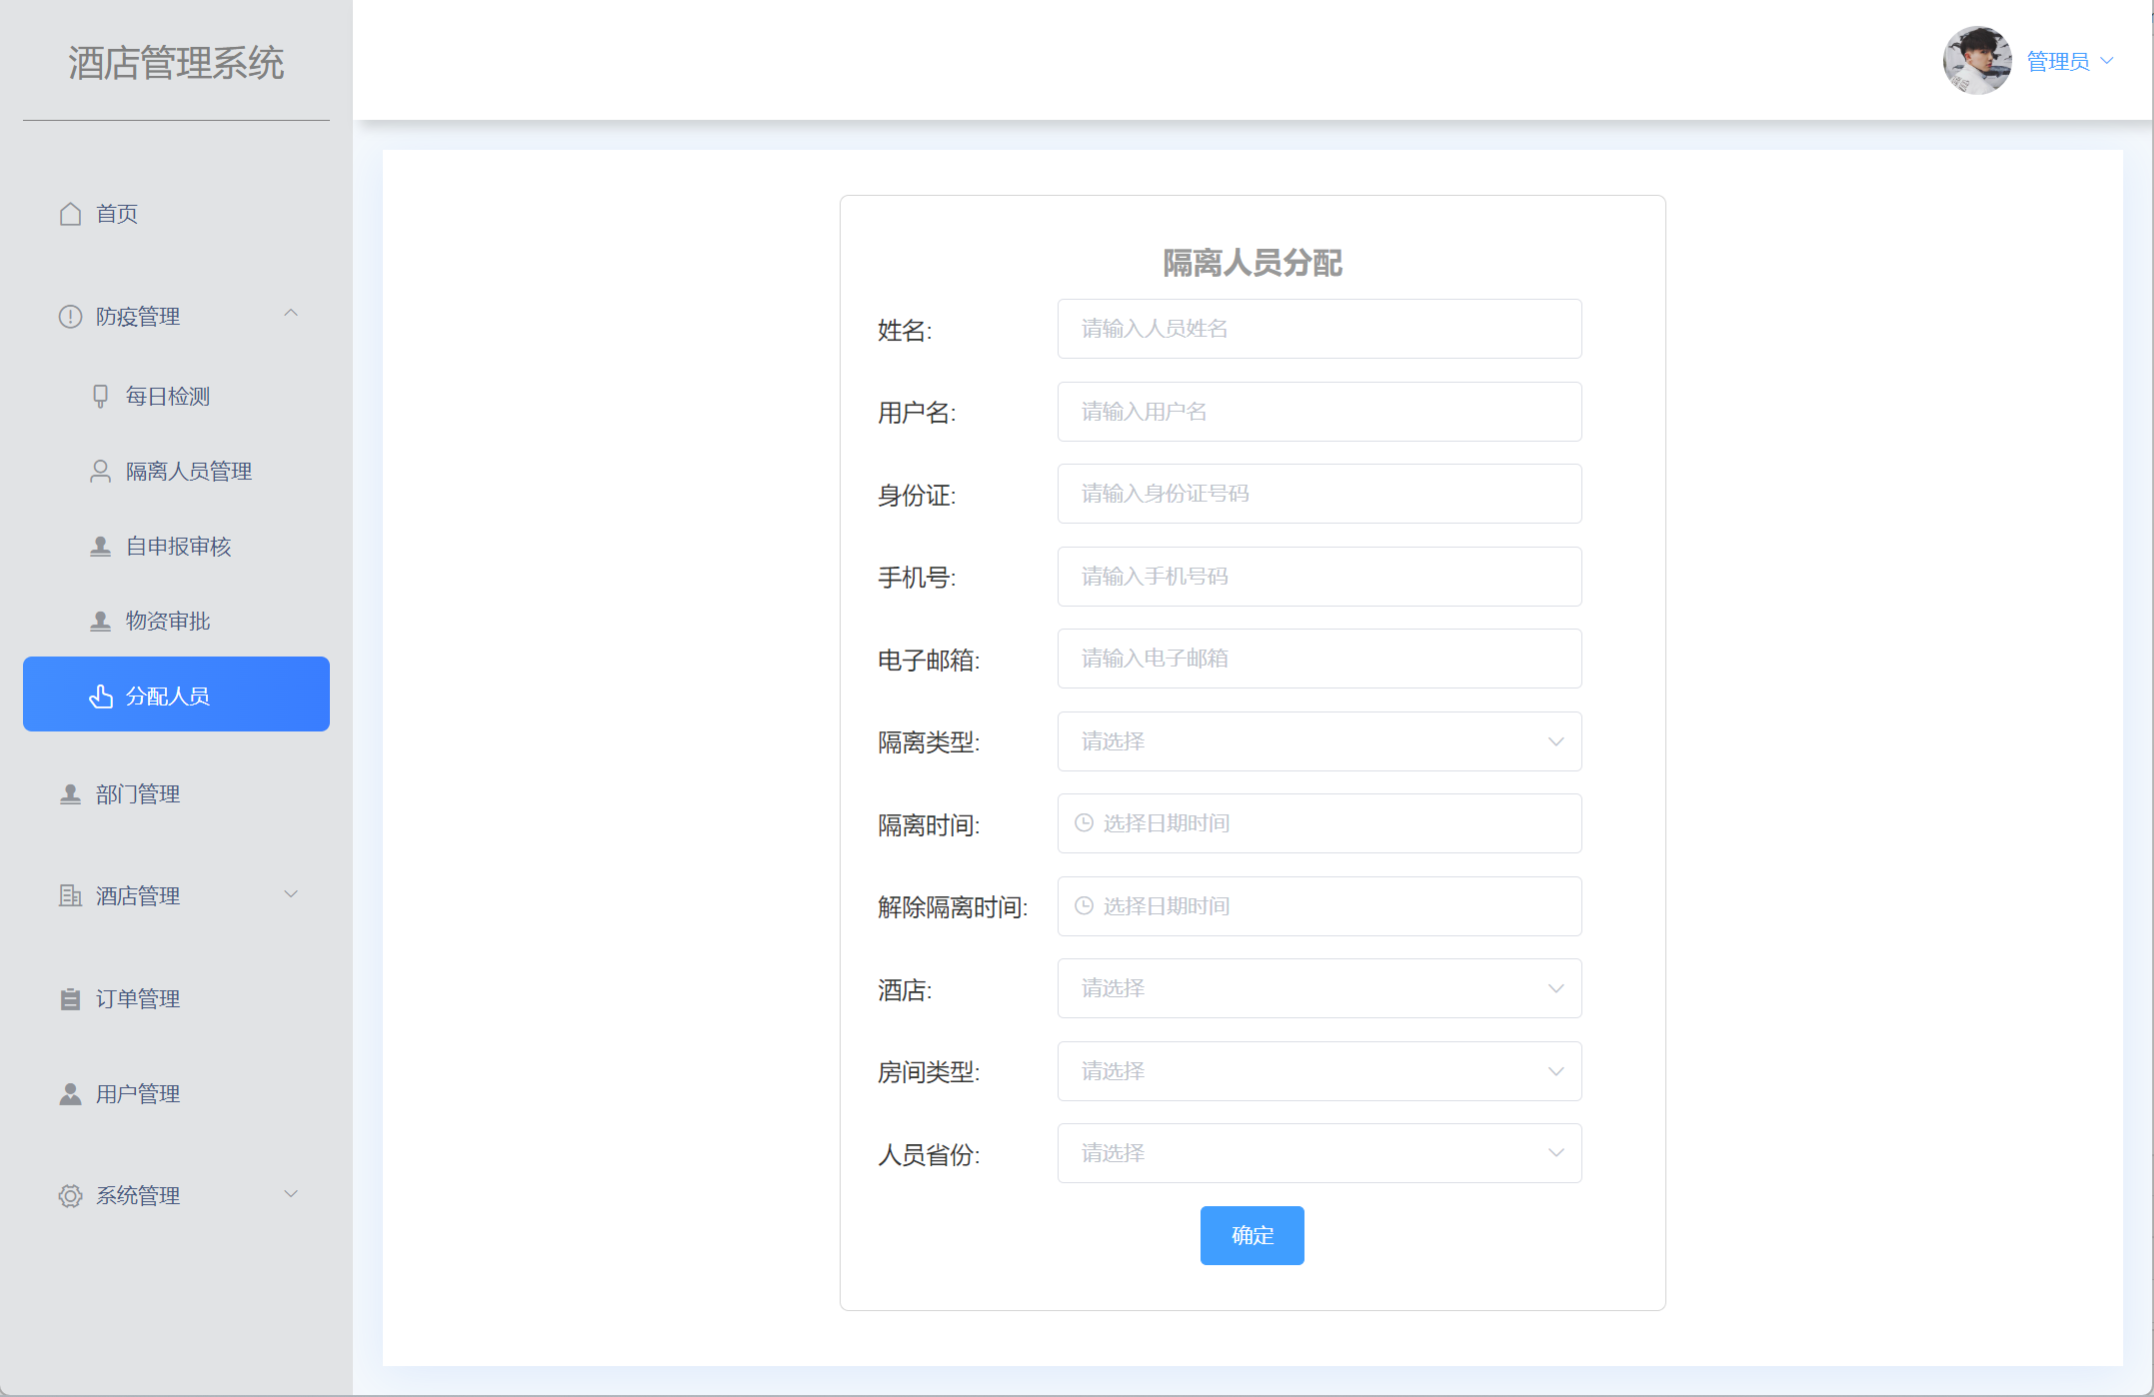 酒店管理系统
管理员
首页
防疫管理
每日检测
隔离人员管理
自申报审核
物资审批
分配人员
部门管理
酒店管理
订单管理
用户管理
系统管理
隔离人员分配
姓名: 请输入人员姓名
用户名: 请输入用户名
身份证: 请输入身份证号码
手机号: 请输入手机号码
电子邮箱: 请输入电子邮箱
隔离类型: 请选择
隔离时间: 选择日期时间
解除隔离时间: 选择日期时间
酒店: 请选择
房间类型: 请选择
人员省份: 请选择
确定